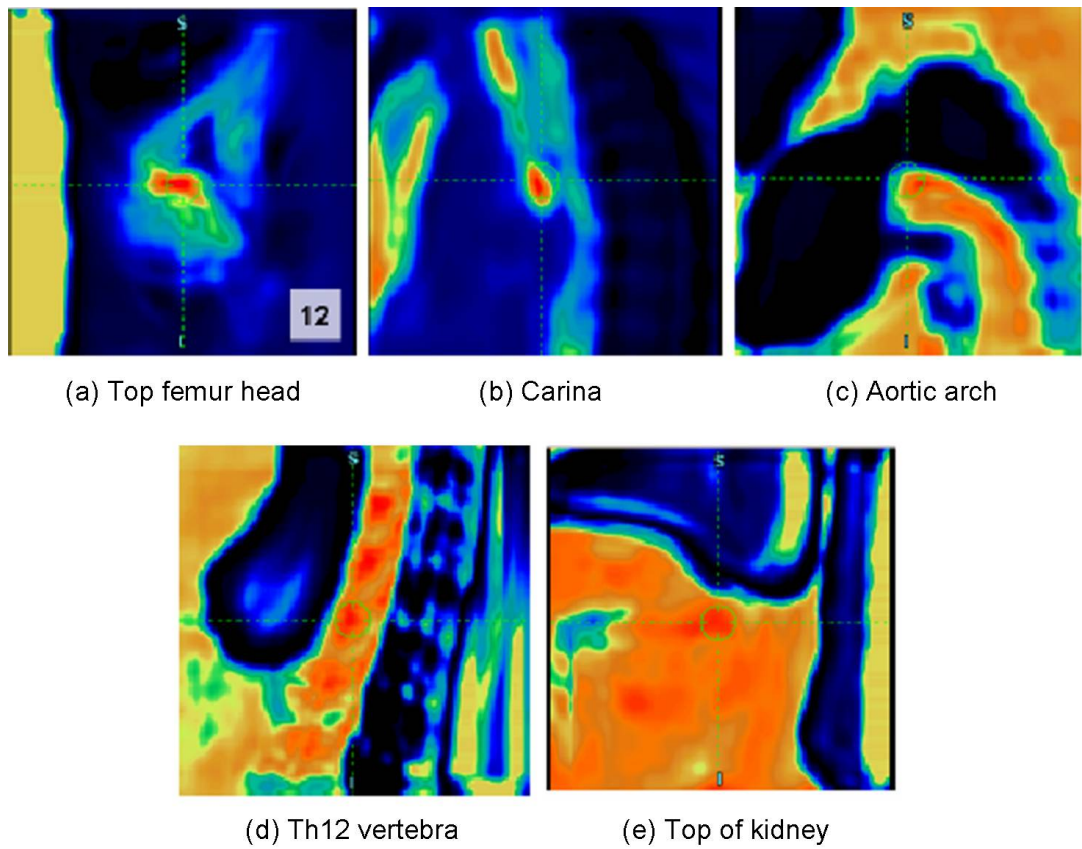 S S S
I I
12
(a) Top femur head (b) Carina (c) Aortic arch
S S
I I
(d) Th12 vertebra (e) Top of kidney